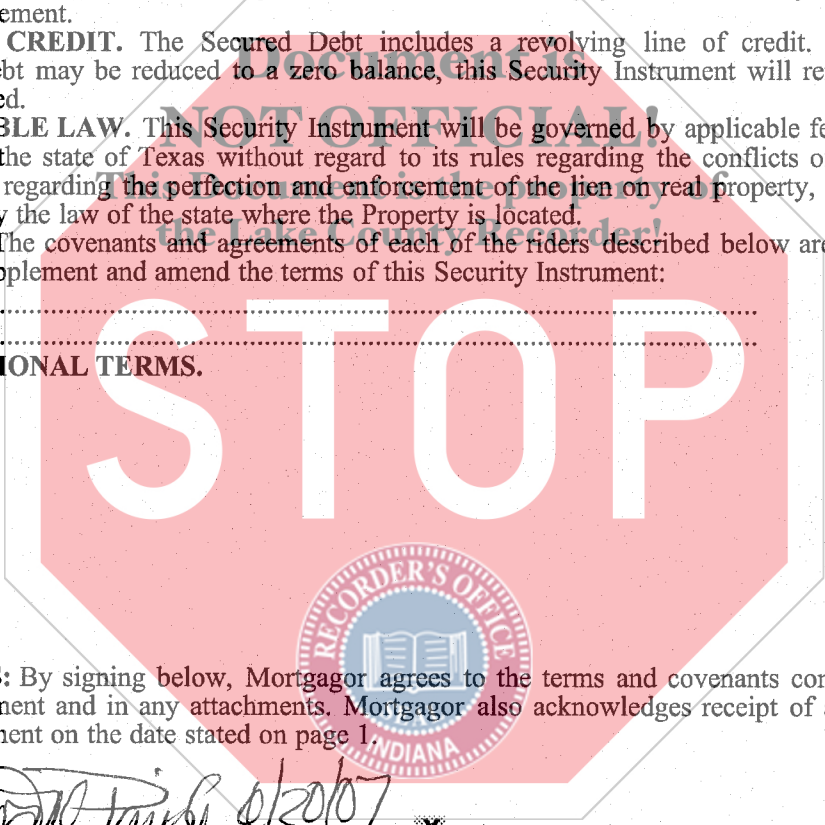 ement.
CREDIT. The Secured Debt includes a revolving line of credit.
bt may be reduced to a zero balance, this Security Instrument will re
ed.
BLE LAW. This Security Instrument will be governed by applicable fe
the state of Texas without regard to its rules regarding the conflicts o
regarding the perfection and enforcement of the lien on real property,
y the law of the state where the Property is located.
The covenants and agreements of each of the riders described below are
plement and amend the terms of this Security Instrument:
IONAL TERMS.
Document is
NOT OFFICIAL!
This Document is the property of
the Lake County Recorder!
STOP
RECORDER'S OFFICE
INDIANA
S: By signing below, Mortgagor agrees to the terms and covenants con
ment and in any attachments. Mortgagor also acknowledges receipt of a
ment on the date stated on page 1.